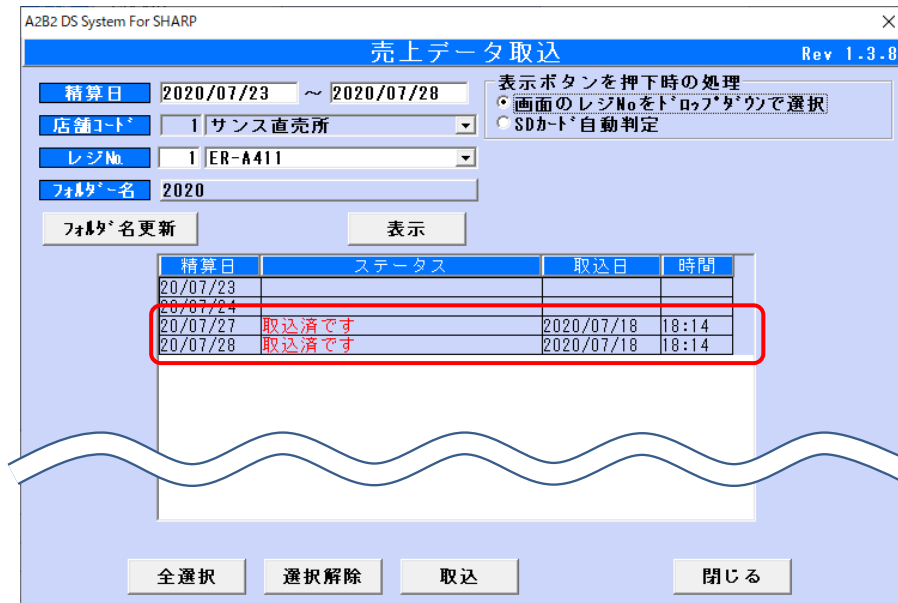 A2B2 DS System For SHARP
売上データ取込
Rev 1.3.8
精算日 2020/07/23 ～ 2020/07/28
表示ボタンを押下時の処理
画面のレジNoをﾄﾞﾛｯﾌﾟﾀﾞｳﾝで選択
SDｶｰﾄﾞ自動判定
店舗ｺｰﾄﾞ 1 サンス直売所
レジNo. 1 ER-A411
ﾌｫﾙﾀﾞｰ名 2020
ﾌｫﾙﾀﾞ名更新 表示
精算日 ステータス 取込日 時間
20/07/23
20/07/24
20/07/27 取込済です 2020/07/18 18:14
20/07/28 取込済です 2020/07/18 18:14
全選択 選択解除 取込 閉じる